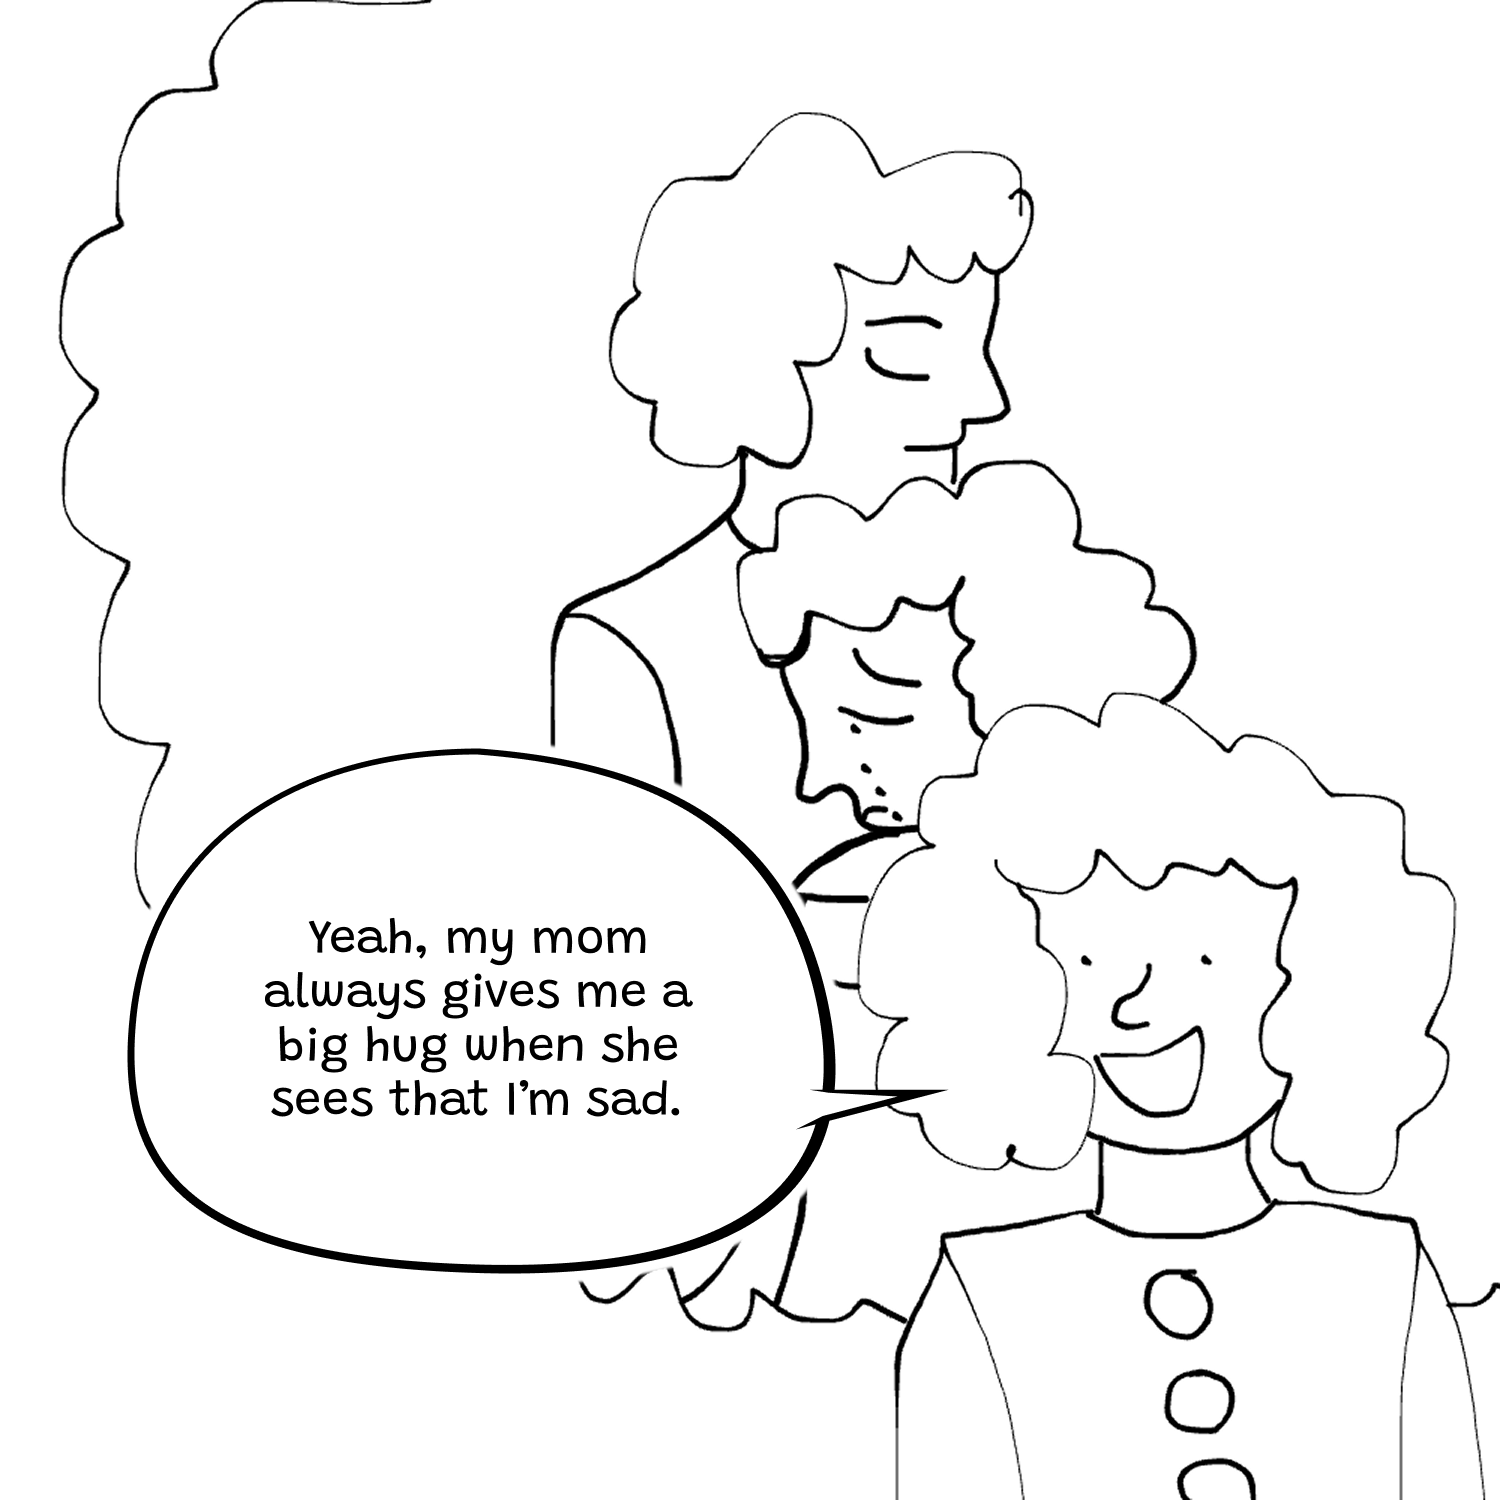 Yeah, my mom
always gives me a
big hug when she
sees that I’m sad.